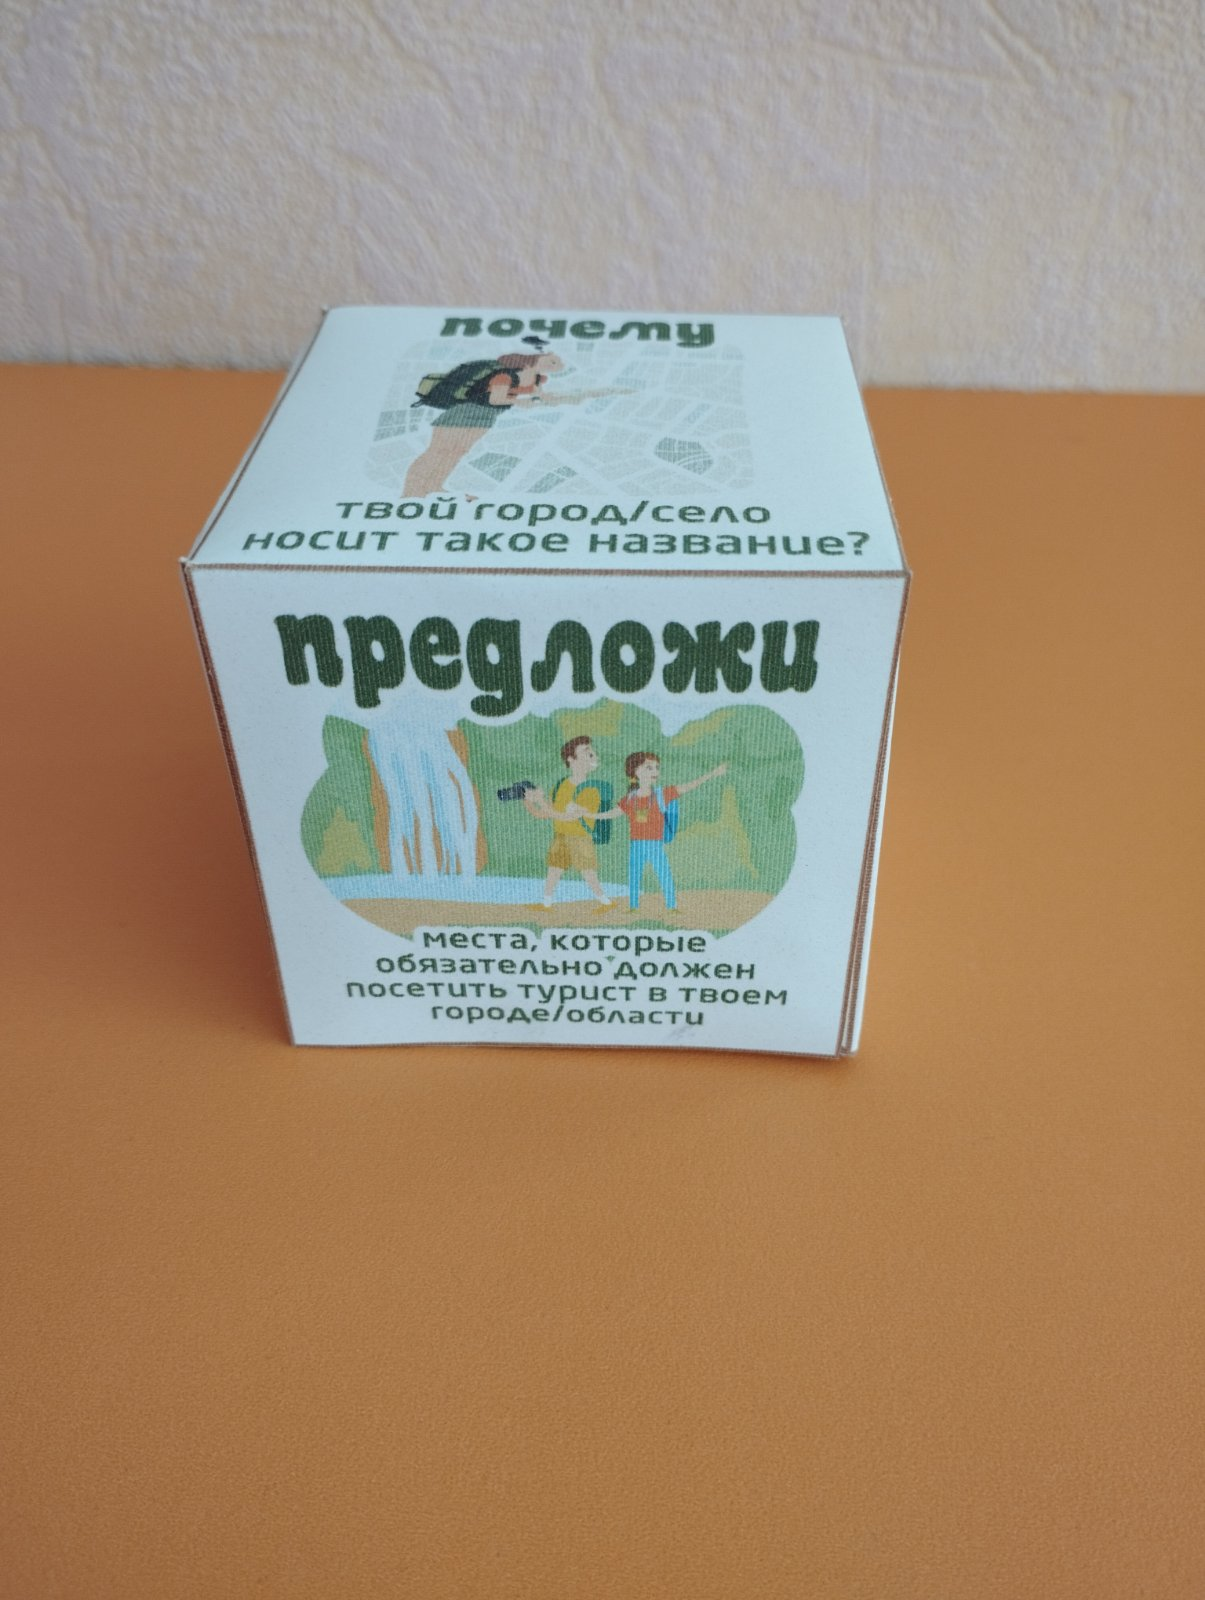 почему
твой город/село
носит такое название?
предложи
места, которые
обязательно должен
посетить турист в твоем
городе/области